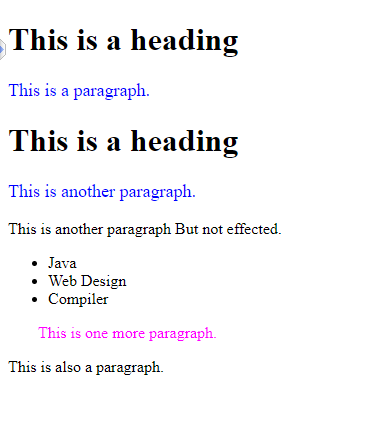 This is a heading
This is a paragraph.
This is a heading
This is another paragraph.
This is another paragraph But not effected.
Java
Web Design
Compiler
This is one more paragraph.
This is also a paragraph.